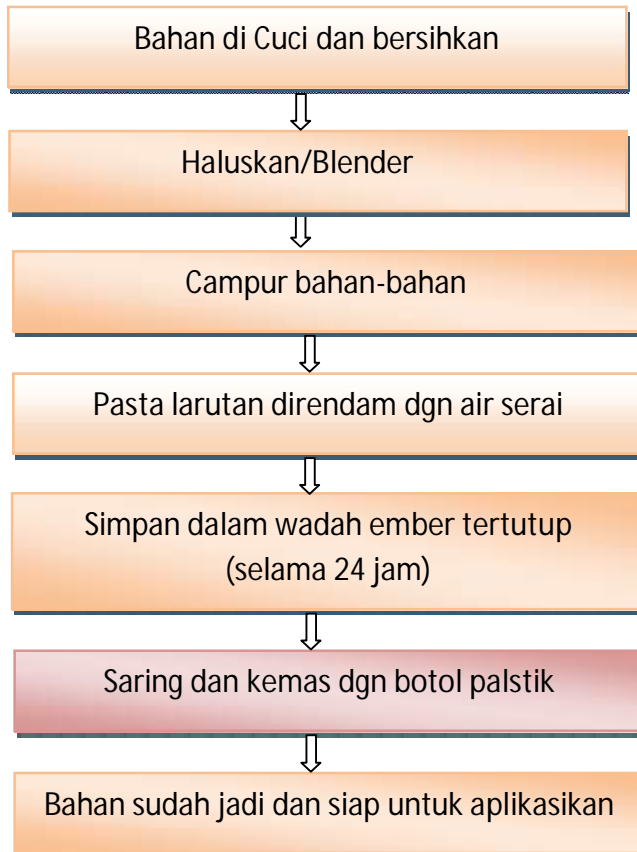 Bahan di Cuci dan bersihkan
Haluskan/Blender
Campur bahan-bahan
Pasta larutan direndam dgn air serai
Simpan dalam wadah ember tertutup
(selama 24 jam)
Saring dan kemas dgn botol palstik
Bahan sudah jadi dan siap untuk aplikasikan